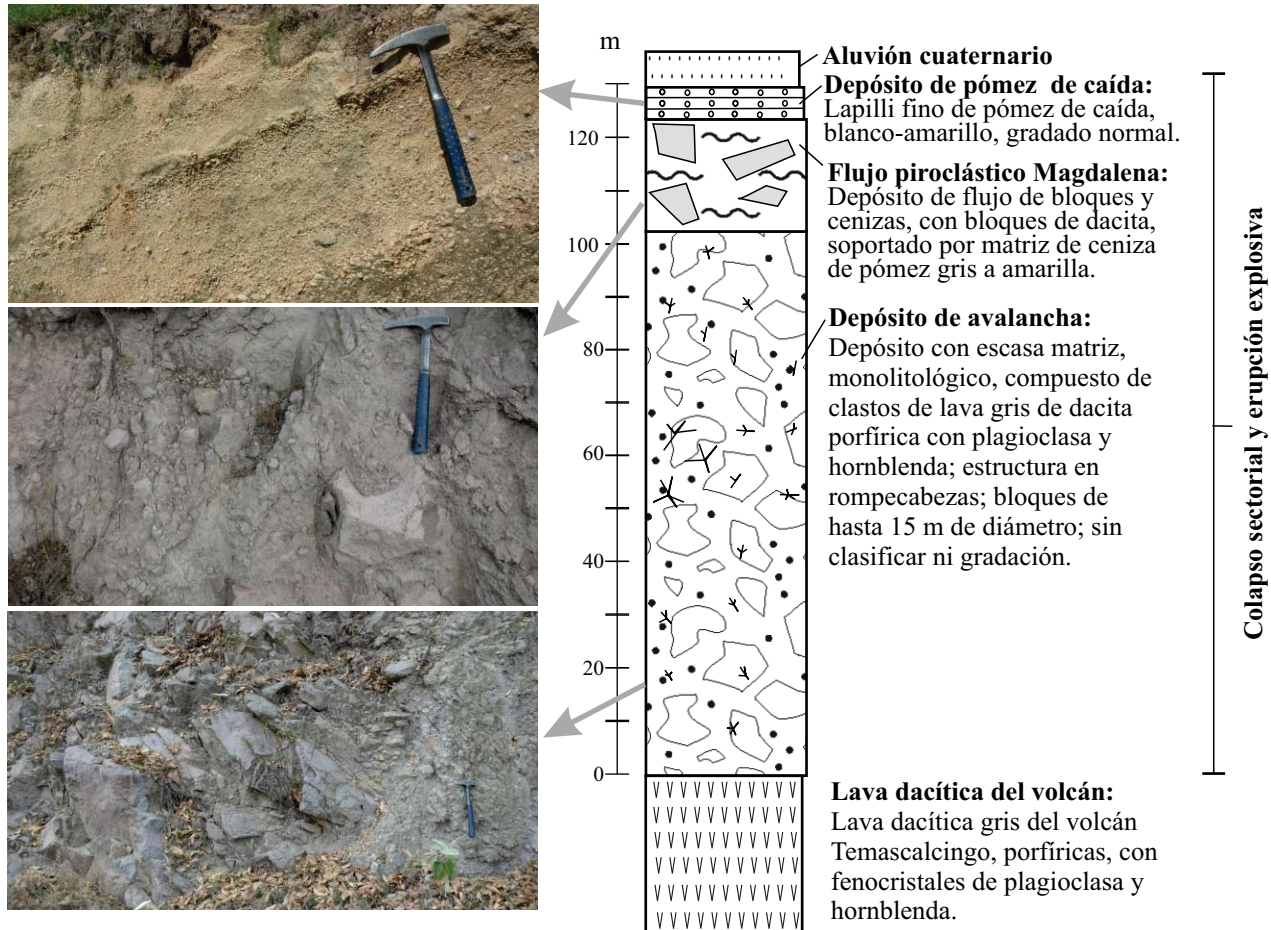 m
120
100
80
60
40
20
0
Aluvión cuaternario
Depósito de pómez de caída:
Lapilli fino de pómez de caída,
blanco-amarillo, gradado normal.
Flujo piroclástico Magdalena:
Depósito de flujo de bloques y
cenizas, con bloques de dacita,
soportado por matriz de ceniza
de pómez gris a amarilla.
Depósito de avalancha:
Depósito con escasa matriz,
monolitológico, compuesto de
clastos de lava gris de dacita
porfírica con plagioclasa y
hornblenda; estructura en
rompecabezas; bloques de
hasta 15 m de diámetro; sin
clasificar ni gradación.
Lava dacítica del volcán:
Lava dacítica gris del volcán
Temascalcingo, porfíricas, con
fenocristales de plagioclasa y
hornblenda.
Colapso sectorial y erupción explosiva